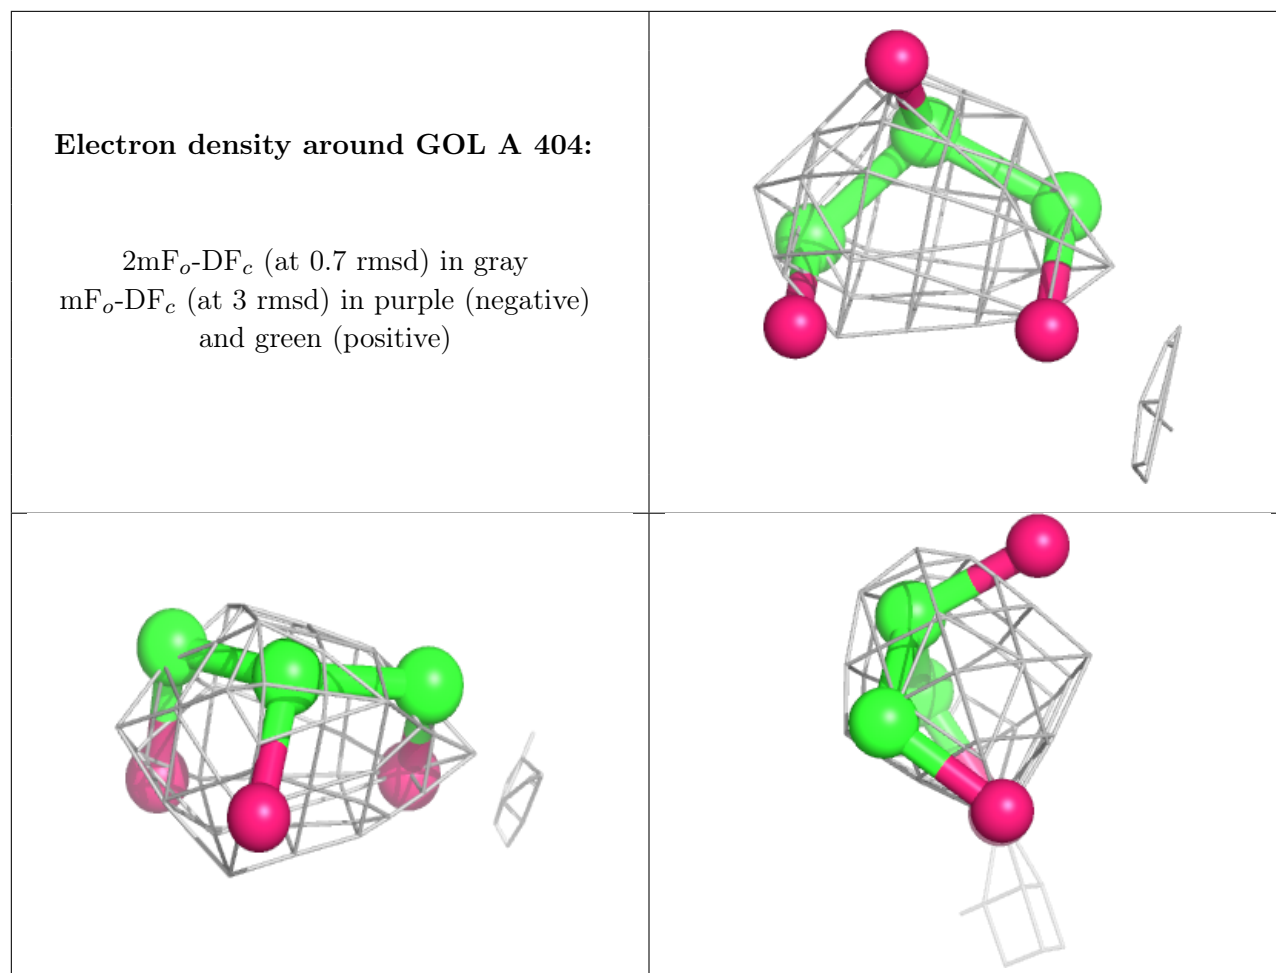 Electron density around GOL A 404:
2mFₒ-DF𝑐 (at 0.7 rmsd) in gray
mFₒ-DF𝑐 (at 3 rmsd) in purple (negative)
and green (positive)